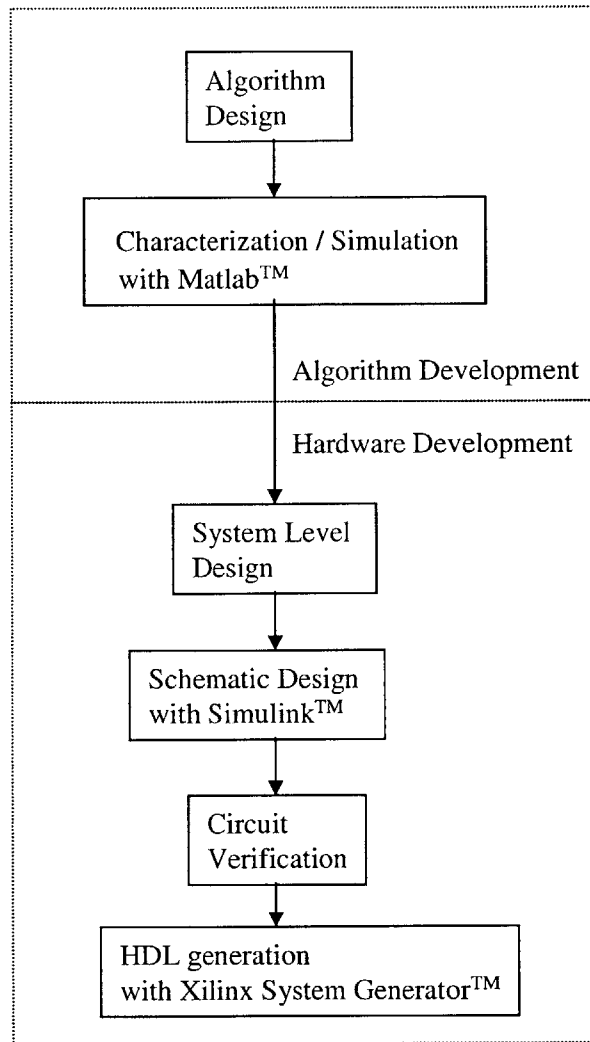 Algorithm
Design
Characterization / Simulation
with Matlab™
Algorithm Development
Hardware Development
System Level
Design
Schematic Design
with Simulink™
Circuit
Verification
HDL generation
with Xilinx System Generator™